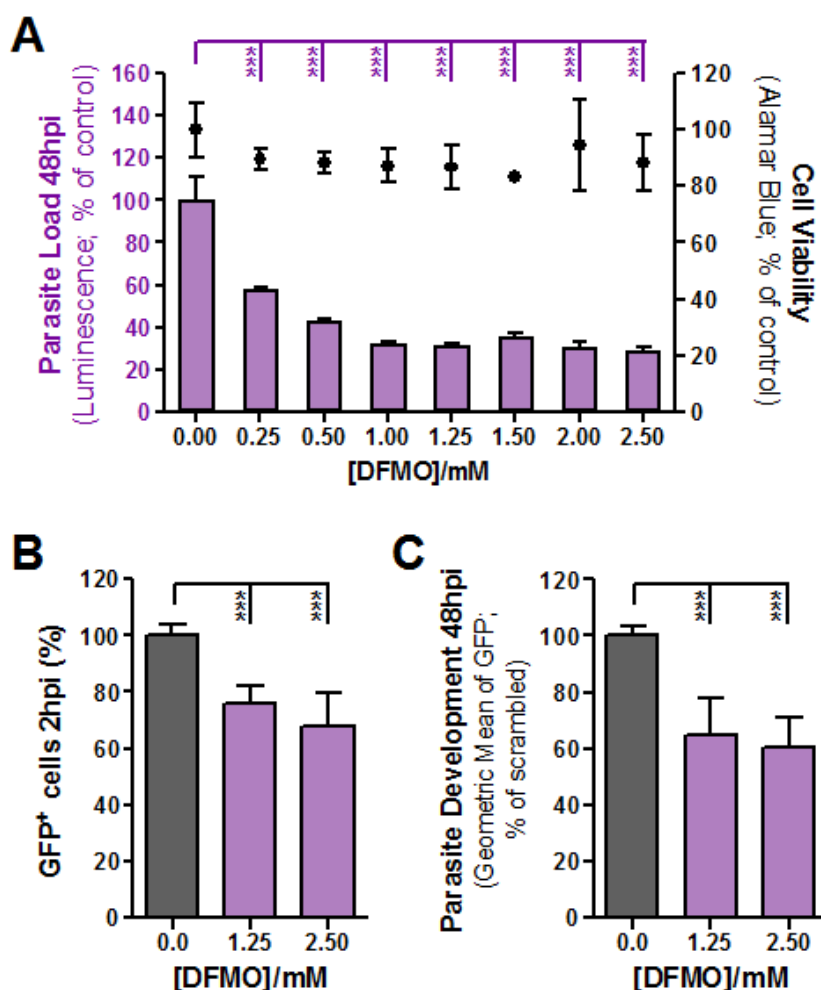 A
*** *** *** *** *** *** ***
Parasite Load 48hpi
(Luminescence; % of control)
160
140
120
100
80
60
40
20
0
120
100
80
60
40
20
0
Cell Viability
(Alamar Blue; % of control)
0.00 0.25 0.50 1.00 1.25 1.50 2.00 2.50
[DFMO]/mM
B
*** ***
GFP⁺ cells 2hpi (%)
120
100
80
60
40
20
0
0.0 1.25 2.50
[DFMO]/mM
C
*** ***
Parasite Development 48hpi
(Geometric Mean of GFP;
% of scrambled)
120
100
80
60
40
20
0
0.0 1.25 2.50
[DFMO]/mM